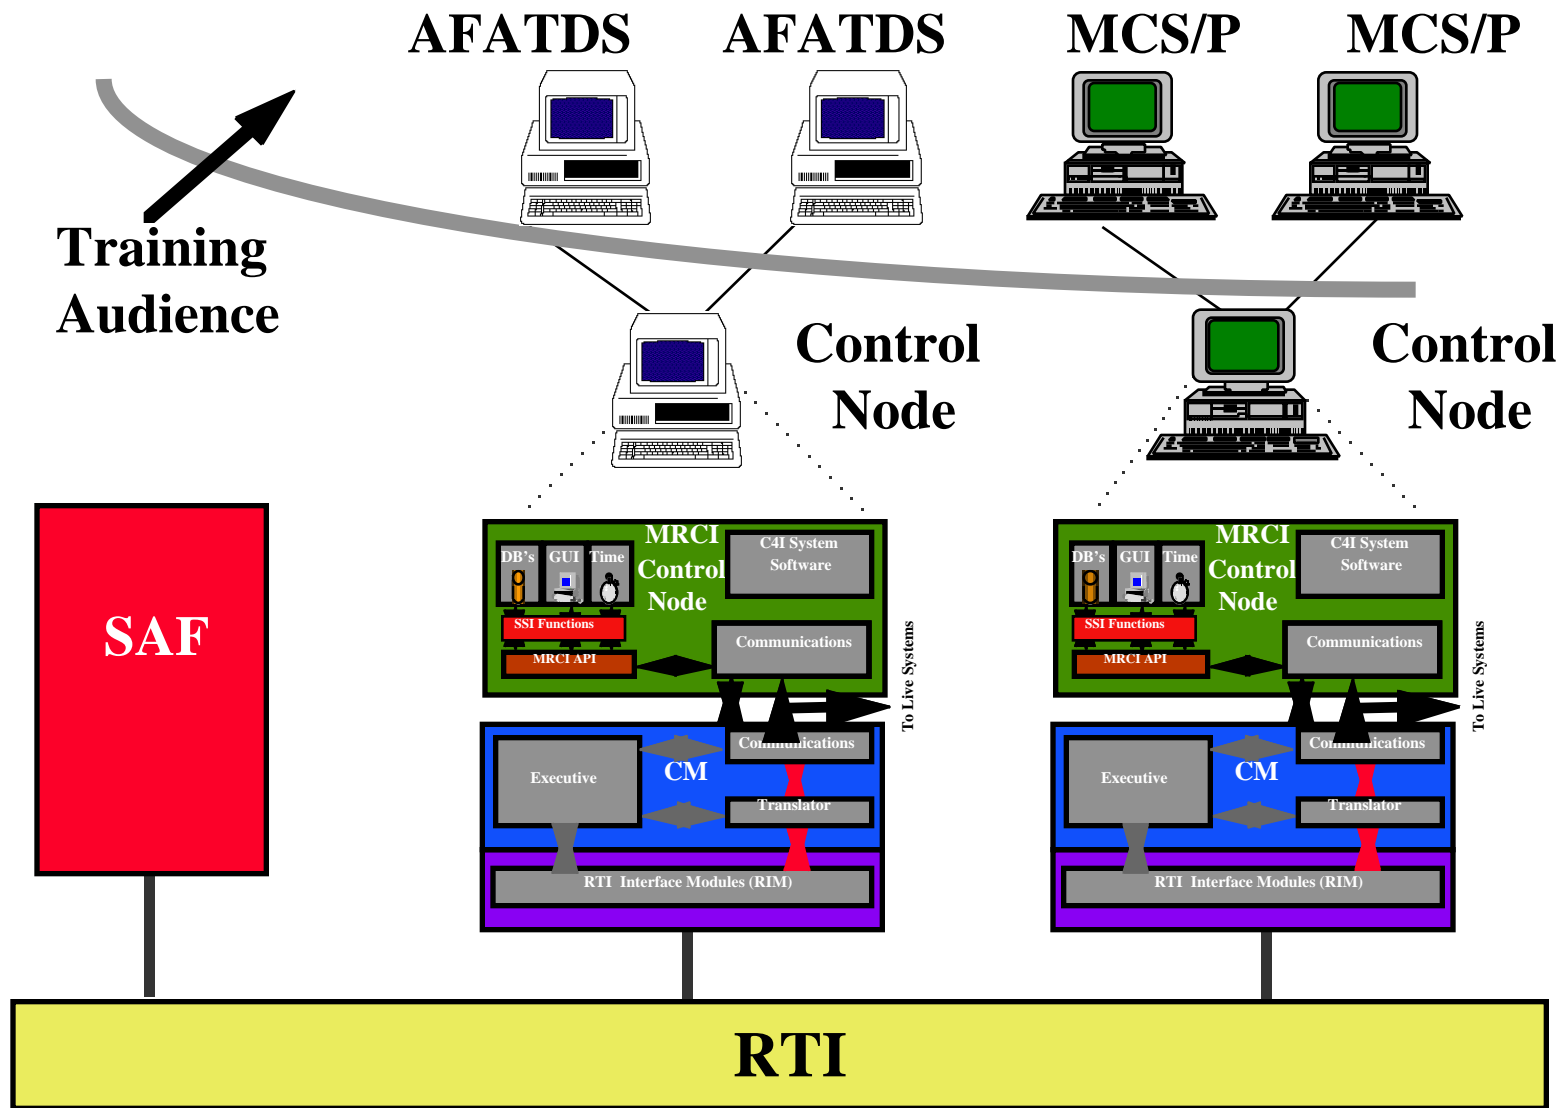 AFATDS
AFATDS
MCS/P
MCS/P
Training
Audience
Control
Node
Control
Node
SAF
MRCI
Control
Node
DB's
GUI
Time
C4I System
Software
SSI Functions
MRCI API
Communications
To Live Systems
Communications
CM
Executive
Translator
RTI Interface Modules (RIM)
MRCI
Control
Node
DB's
GUI
Time
C4I System
Software
SSI Functions
MRCI API
Communications
To Live Systems
Communications
CM
Executive
Translator
RTI Interface Modules (RIM)
RTI